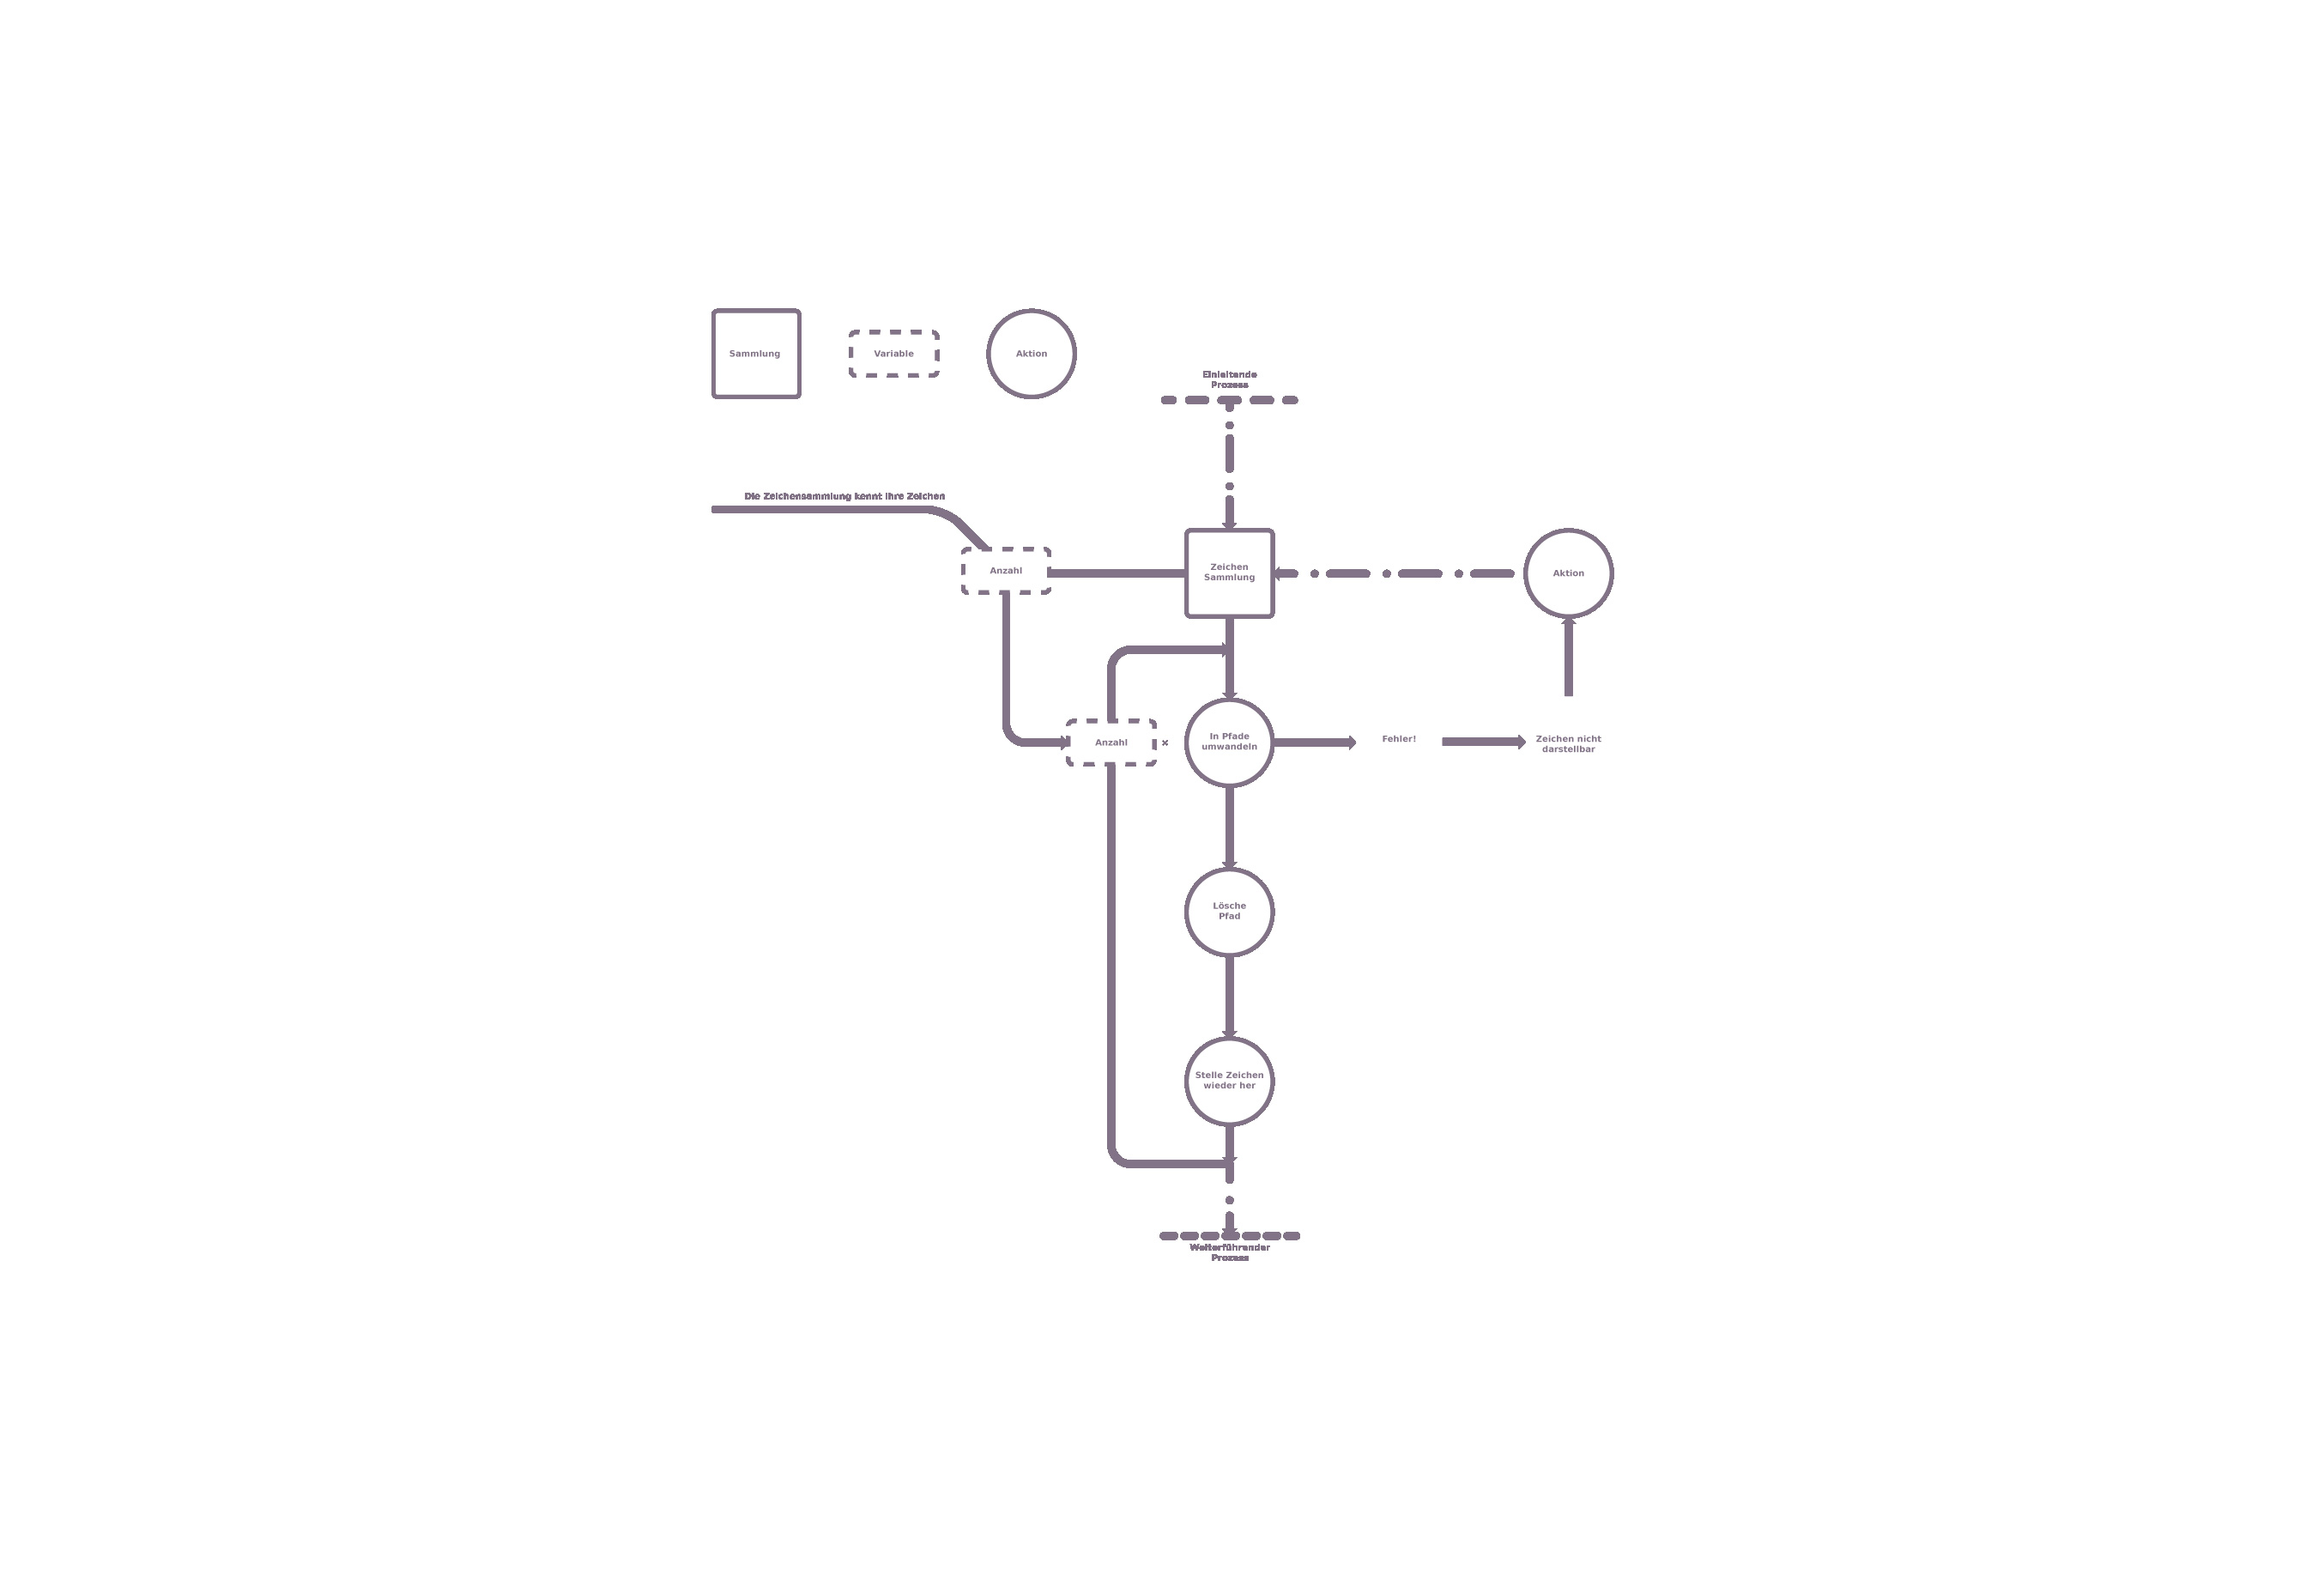 Sammlung
Variable
Aktion
Einleitende
Prozess
Die Zeichensammlung kennt ihre Zeichen
Anzahl
Zeichen
Sammlung
Aktion
Anzahl
x
In Pfade
umwandeln
Fehler!
Zeichen nicht
darstellbar
Lösche
Pfad
Stelle Zeichen
wieder her
Weiterführender
Prozess